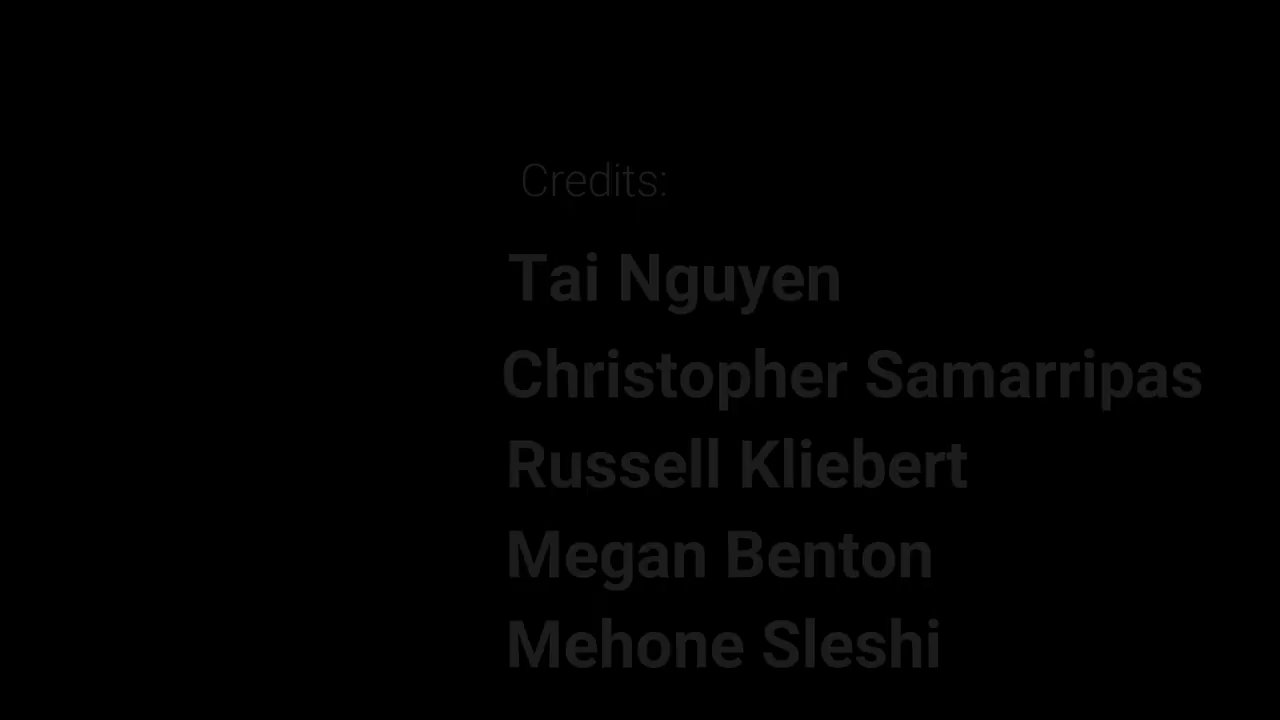 Credits:
Tai Nguyen
Christopher Samarripas
Russell Kliebert
Megan Benton
Mehone Sleshi